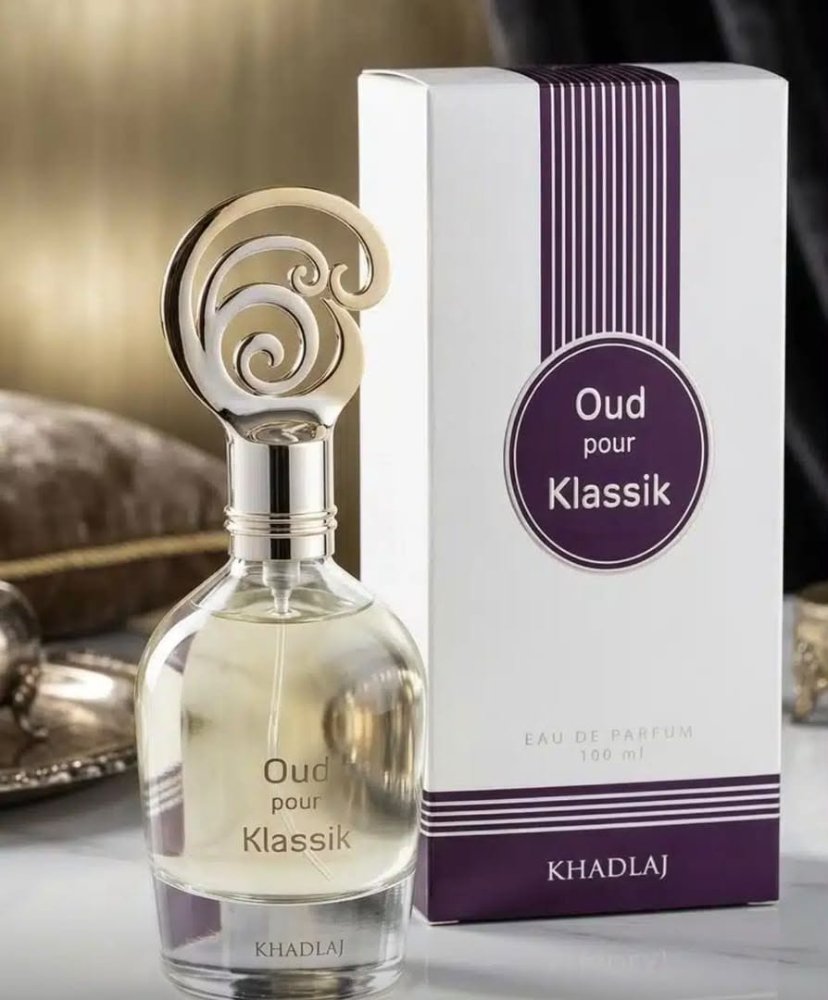 Oud
pour
Klassik
EAU DE PARFUM
100 ml
KHADLAJ
Oud
pour
Klassik
KHADLAJ